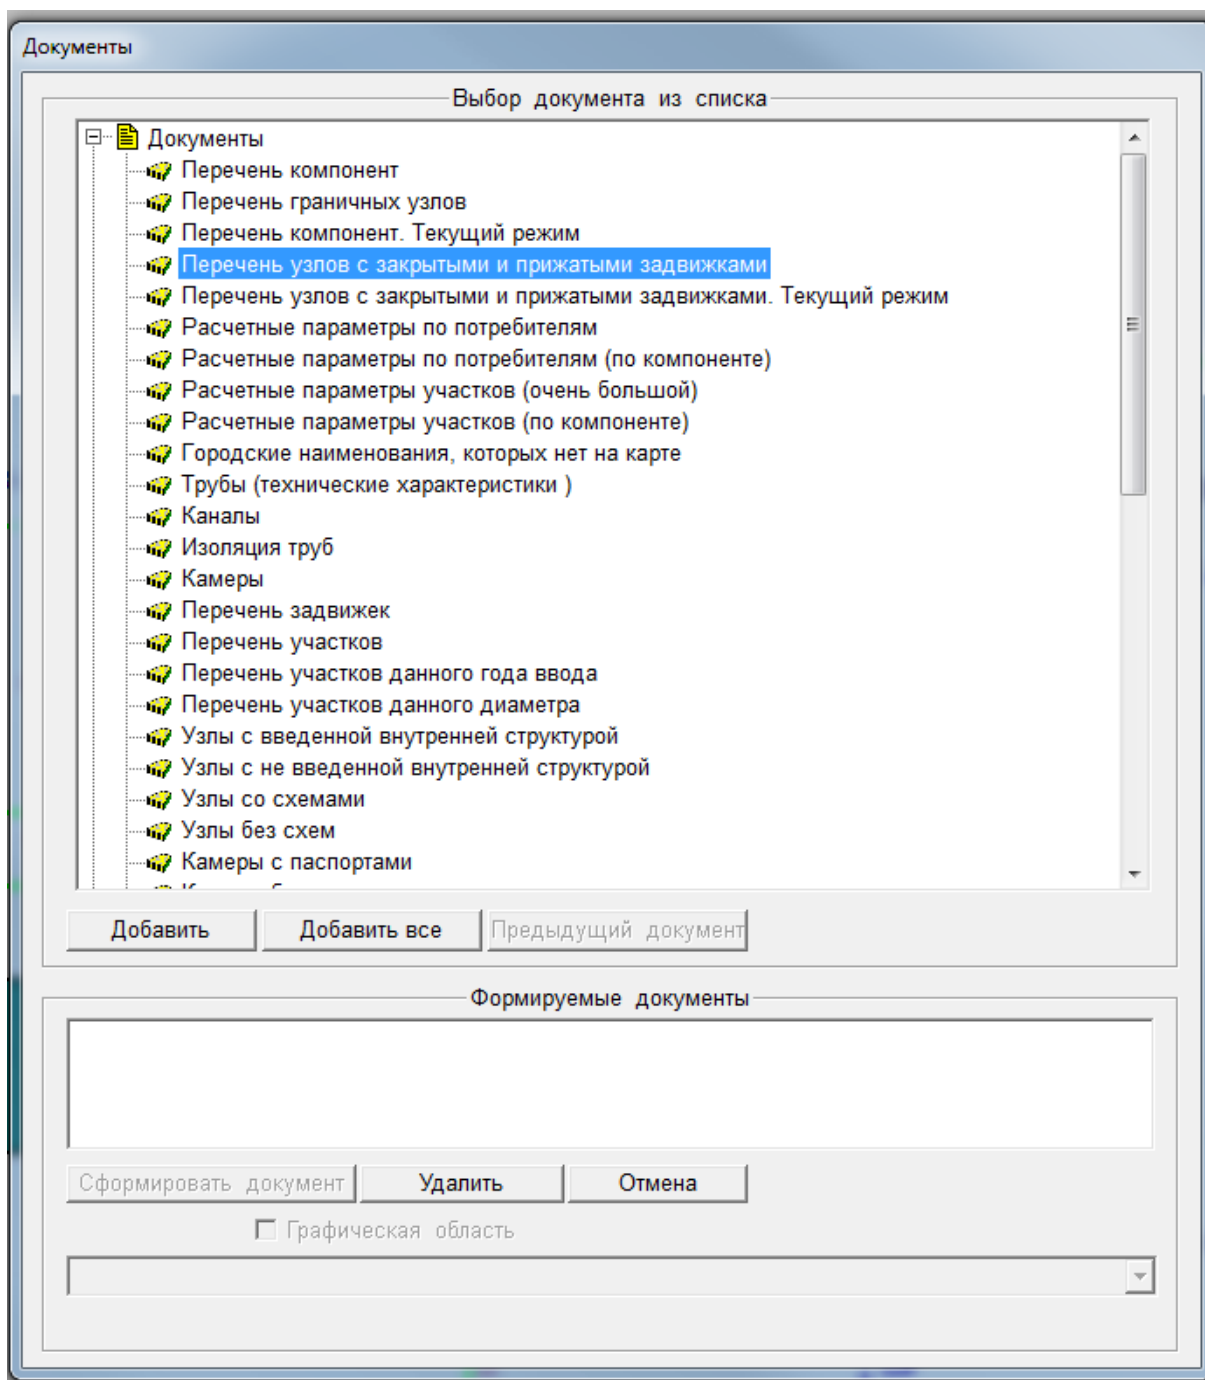 Документы
Выбор документа из списка
Документы
Перечень компонент
Перечень граничных узлов
Перечень компонент. Текущий режим
Перечень узлов с закрытыми и прижатыми задвижками
Перечень узлов с закрытыми и прижатыми задвижками. Текущий режим
Расчетные параметры по потребителям
Расчетные параметры по потребителям (по компоненте)
Расчетные параметры участков (очень большой)
Расчетные параметры участков (по компоненте)
Городские наименования, которых нет на карте
Трубы (технические характеристики )
Каналы
Изоляция труб
Камеры
Перечень задвижек
Перечень участков
Перечень участков данного года ввода
Перечень участков данного диаметра
Узлы с введенной внутренней структурой
Узлы с не введенной внутренней структурой
Узлы со схемами
Узлы без схем
Камеры с паспортами
Добавить Добавить все Предыдущий документ
Формируемые документы
Сформировать документ Удалить Отмена
Графическая область